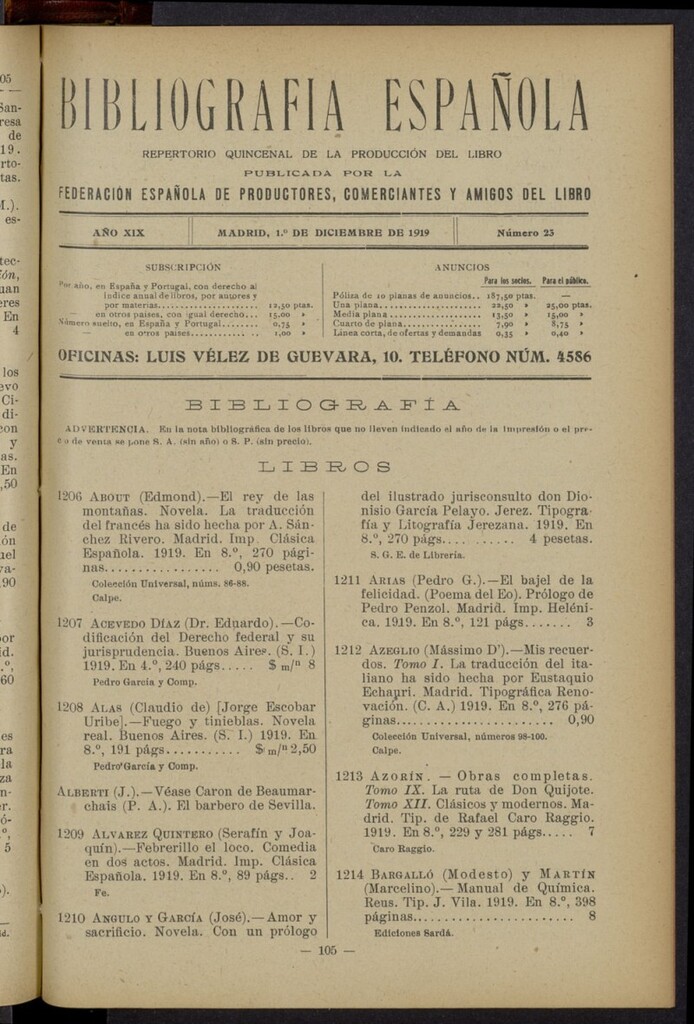 BIBLIOGRAFIA ESPAÑOLA
REPERTORIO QUINCENAL DE LA PRODUCCIÓN DEL LIBRO
PUBLICADA POR LA
FEDERACIÓN ESPAÑOLA DE PRODUCTORES, COMERCIANTES Y AMIGOS DEL LIBRO
AÑO XIX
MADRID, 1.º DE DICIEMBRE DE 1919
Número 23
SUBSCRIPCIÓN
Por año, en España y Portugal, con derecho al
índice anual de libros, por autores y
por materias.......................... 12,50 ptas.
— en otros países, con igual derecho... 15,00 »
Número suelto, en España y Portugal....... 0,75 »
— en otros países............ 1,00 »
ANUNCIOS
Para los socios. Para el público.
Póliza de 10 planas de anuncios.. 187,50 ptas. —
Una plana...................... 22,50 » 25,00 ptas.
Media plana.................... 13,50 » 15,00 »
Cuarto de plana................ 7,90 » 8,75 »
Línea corta, de ofertas y demandas 0,35 » 0,40 »
OFICINAS: LUIS VÉLEZ DE GUEVARA, 10. TELÉFONO NÚM. 4586
BIBLIOGRAFÍA
ADVERTENCIA. En la nota bibliográfica de los libros que no lleven indicado el año de la impresión o el pre-
cio de venta se pone S. A. (sin año) o S. P. (sin precio).
LIBROS
1206 ABOUT (Edmond).—El rey de las
montañas. Novela. La traducción
del francés ha sido hecha por A. Sán-
chez Rivero. Madrid. Imp. Clásica
Española. 1919. En 8.º, 270 pági-
nas................ 0,90 pesetas.
Colección Universal, núms. 86-88.
Calpe.
1207 ACEVEDO DÍAZ (Dr. Eduardo).—Co-
dificación del Derecho federal y su
jurisprudencia. Buenos Aires. (S. I.)
1919. En 4.º, 240 págs..... $ m/n 8
Pedro García y Comp.
1208 ALAS (Claudio de) [Jorge Escobar
Uribe].—Fuego y tinieblas. Novela
real. Buenos Aires. (S. I.) 1919. En
8.º, 191 págs........... $ m/n 2,50
Pedro García y Comp.
ALBERTI (J.).—Véase Caron de Beaumar-
chais (P. A.). El barbero de Sevilla.
1209 ALVAREZ QUINTERO (Serafín y Joa-
quín).—Febrerillo el loco. Comedia
en dos actos. Madrid. Imp. Clásica
Española. 1919. En 8.º, 89 págs.. 2
Fe.
1210 ANGULO Y GARCÍA (José).—Amor y
sacrificio. Novela. Con un prólogo
del ilustrado jurisconsulto don Dio-
nisio García Pelayo. Jerez. Tipogra-
fía y Litografía Jerezana. 1919. En
8.º, 270 págs........... 4 pesetas.
S. G. E. de Librería.
1211 ARIAS (Pedro G.).—El bajel de la
felicidad. (Poema del Eo). Prólogo de
Pedro Penzol. Madrid. Imp. Heléni-
ca. 1919. En 8.º, 121 págs....... 3
1212 AZEGLIO (Mássimo D').—Mis recuer-
dos. Tomo I. La traducción del ita-
liano ha sido hecha por Eustaquio
Echauri. Madrid. Tipográfica Reno-
vación. (C. A.) 1919. En 8.º, 276 pá-
ginas...................... 0,90
Colección Universal, números 98-100.
Calpe.
1213 AZORÍN. — Obras completas.
Tomo IX. La ruta de Don Quijote.
Tomo XII. Clásicos y modernos. Ma-
drid. Tip. de Rafael Caro Raggio.
1919. En 8.º, 229 y 281 págs..... 7
Caro Raggio.
1214 BARGALLÓ (Modesto) y MARTÍN
(Marcelino).— Manual de Química.
Reus. Tip. J. Vila. 1919. En 8.º, 398
páginas...................... 8
Ediciones Sardá.
— 105 —